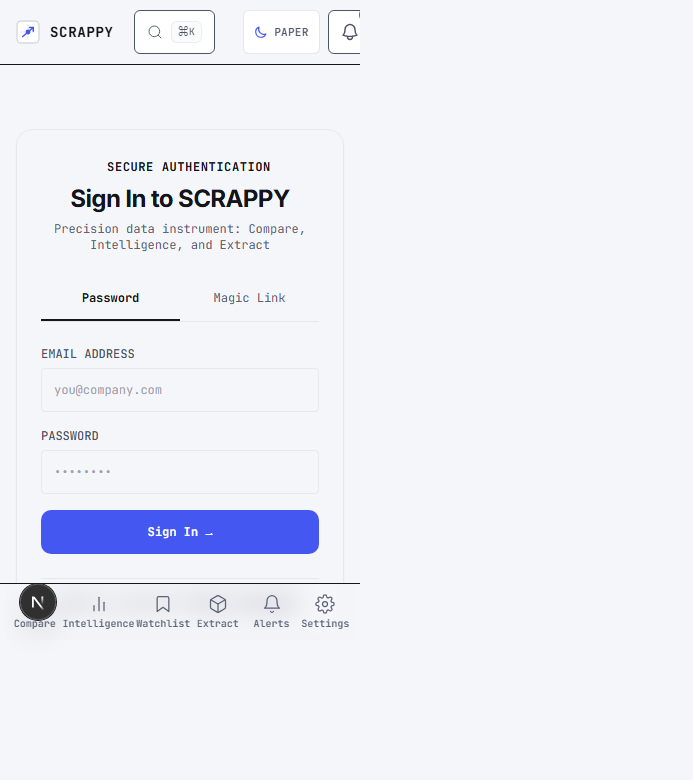 SCRAPPY
⌘K
PAPER
SECURE AUTHENTICATION
Sign In to SCRAPPY
Precision data instrument: Compare,
Intelligence, and Extract
Password
Magic Link
EMAIL ADDRESS
you@company.com
PASSWORD
••••••••
Sign In →
N
Compare
Intelligence
Watchlist
Extract
Alerts
Settings